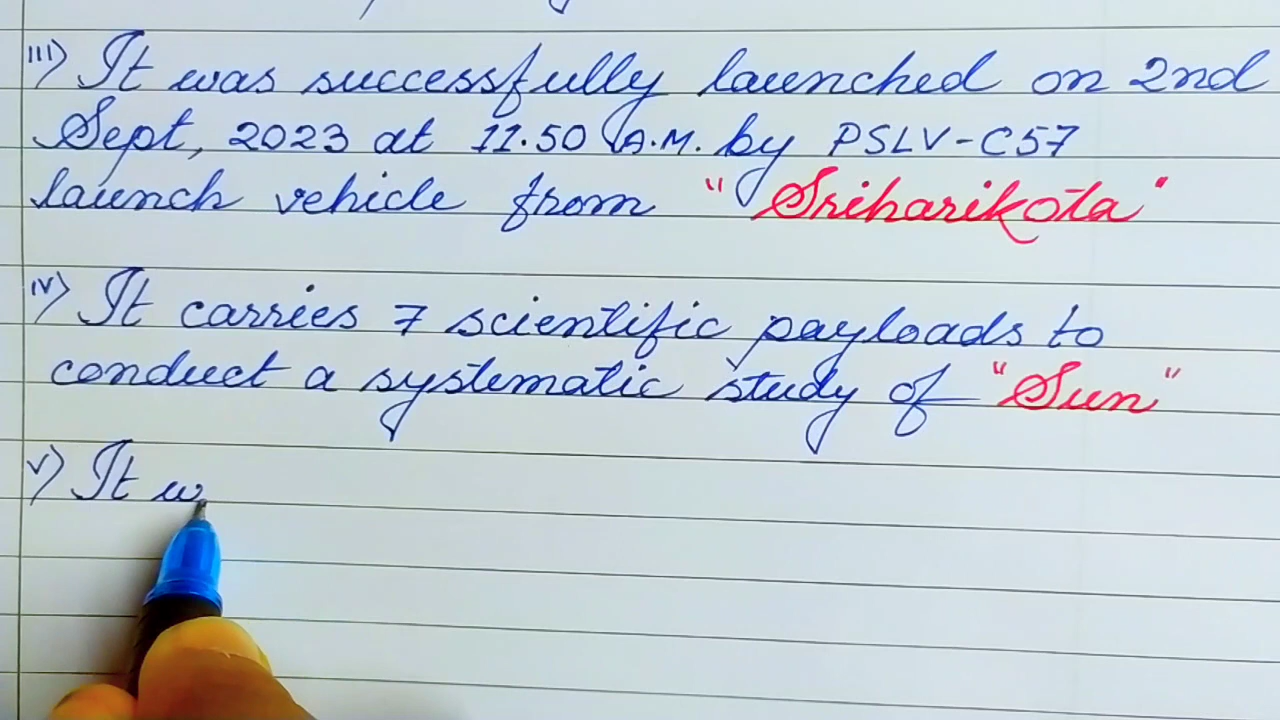 III) It was successfully launched on 2nd
Sept, 2023 at 11.50 A.M. by PSLV-C57
launch vehicle from "Sriharikota"
IV) It carries 7 scientific payloads to
conduct a systematic study of "Sun"
V) It w